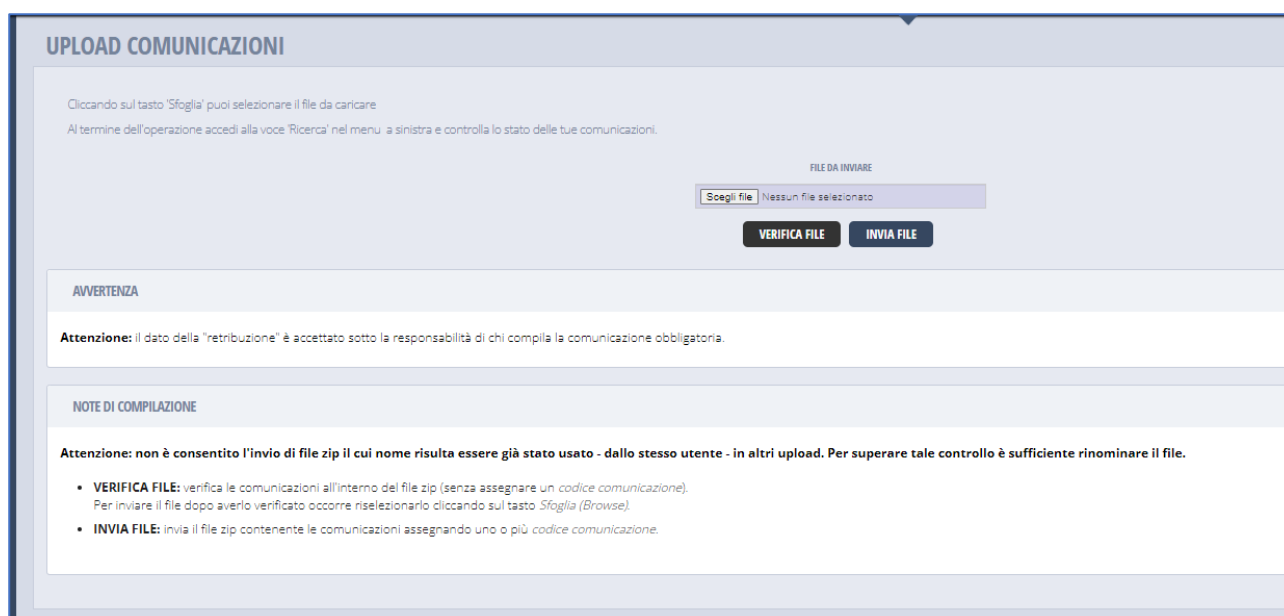 UPLOAD COMUNICAZIONI
Cliccando sul tasto 'Sfoglia' puoi selezionare il file da caricare
Al termine dell'operazione accedi alla voce 'Ricerca' nel menu a sinistra e controlla lo stato delle tue comunicazioni.
FILE DA INVIARE
Scegli file Nessun file selezionato
VERIFICA FILE INVIA FILE
AVVERTENZA
Attenzione: il dato della "retribuzione" è accettato sotto la responsabilità di chi compila la comunicazione obbligatoria.
NOTE DI COMPILAZIONE
Attenzione: non è consentito l'invio di file zip il cui nome risulta essere già stato usato - dallo stesso utente - in altri upload. Per superare tale controllo è sufficiente rinominare il file.
• VERIFICA FILE: verifica le comunicazioni all'interno del file zip (senza assegnare un codice comunicazione).
Per inviare il file dopo averlo verificato occorre riselezionarlo cliccando sul tasto Sfoglia (Browse).
• INVIA FILE: invia il file zip contenente le comunicazioni assegnando uno o più codice comunicazione.